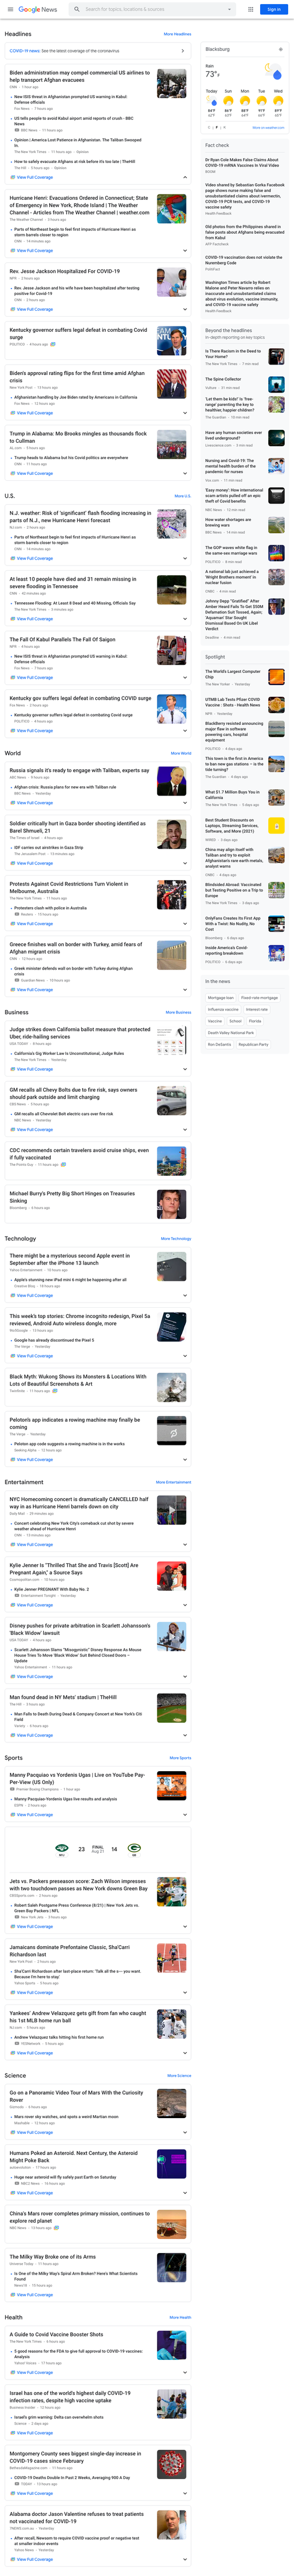 Google News
Search for topics, locations & sources
Sign in
Headlines
More Headlines
COVID-19 news: See the latest coverage of the coronavirus
Biden administration may compel commercial US airlines to
help transport Afghan evacuees
CNN · 1 hour ago
New ISIS threat in Afghanistan prompted US warning in Kabul:
Defense officials
Fox News · 7 hours ago
US tells people to avoid Kabul airport amid reports of crush - BBC
News
BBC News · 11 hours ago
Opinion | America Lost Patience in Afghanistan. The Taliban Swooped
In.
The New York Times · 11 hours ago · Opinion
How to safely evacuate Afghans at risk before it's too late | TheHill
The Hill · 5 hours ago · Opinion
View Full Coverage
Hurricane Henri: Evacuations Ordered in Connecticut; State
of Emergency in New York, Rhode Island | The Weather
Channel - Articles from The Weather Channel | weather.com
The Weather Channel · 3 hours ago
Parts of Northeast begin to feel first impacts of Hurricane Henri as
storm barrels closer to region
CNN · 14 minutes ago
View Full Coverage
Rev. Jesse Jackson Hospitalized For COVID-19
NPR · 2 hours ago
Rev. Jesse Jackson and his wife have been hospitalized after testing
positive for Covid-19
CNN · 2 hours ago
View Full Coverage
Kentucky governor suffers legal defeat in combating Covid
surge
POLITICO · 4 hours ago
Biden's approval rating flips for the first time amid Afghan
crisis
New York Post · 15 hours ago
Afghanistan handling by Joe Biden rated by Americans in California
Fox News · 12 hours ago
View Full Coverage
Trump in Alabama: Mo Brooks mingles as thousands flock
to Cullman
AL.com · 5 hours ago
Trump heads to Alabama but his Covid politics are everywhere
CNN · 11 hours ago
View Full Coverage
U.S.
More U.S.
N.J. weather: Risk of 'significant' flash flooding increasing in
parts of N.J., new Hurricane Henri forecast
NJ.com · 2 hours ago
Parts of Northeast begin to feel first impacts of Hurricane Henri as
storm barrels closer to region
CNN · 14 minutes ago
View Full Coverage
At least 10 people have died and 31 remain missing in
severe flooding in Tennessee
CNN · 42 minutes ago
Tennessee Flooding: At Least 8 Dead and 40 Missing, Officials Say
The New York Times · 3 minutes ago
View Full Coverage
The Fall Of Kabul Parallels The Fall Of Saigon
NPR · 4 hours ago
New ISIS threat in Afghanistan prompted US warning in Kabul:
Defense officials
Fox News · 7 hours ago
View Full Coverage
Kentucky gov suffers legal defeat in combating COVID surge
Fox News · 2 hours ago
Kentucky governor suffers legal defeat in combating Covid surge
POLITICO · 4 hours ago
View Full Coverage
World
More World
Russia signals it's ready to engage with Taliban, experts say
ABC News · 5 hours ago
Afghan crisis: Russia plans for new era with Taliban rule
BBC News · Yesterday
View Full Coverage
Soldier critically hurt in Gaza border shooting identified as
Barel Shmueli, 21
The Times of Israel · 4 hours ago
IDF carries out airstrikes in Gaza Strip
The Jerusalem Post · 13 minutes ago
View Full Coverage
Protests Against Covid Restrictions Turn Violent in
Melbourne, Australia
The New York Times · 17 hours ago
Protesters clash with police in Australia
Reuters · 15 hours ago
View Full Coverage
Greece finishes wall on border with Turkey, amid fears of
Afghan migrant crisis
CNN · 10 hours ago
Greek minister defends wall on border with Turkey during Afghan
crisis
Guardian News · 10 hours ago
View Full Coverage
Business
More Business
Judge strikes down California ballot measure that protected
Uber, ride-hailing services
USA TODAY · 5 hours ago
California's Gig Worker Law Is Unconstitutional, Judge Rules
The New York Times · Yesterday
View Full Coverage
GM recalls all Chevy Bolts due to fire risk, says owners
should park outside and limit charging
CBS News · 5 hours ago
GM recalls all Chevrolet Bolt electric cars over fire risk
NBC News · Yesterday
View Full Coverage
CDC recommends certain travelers avoid cruise ships, even
if fully vaccinated
The Points Guy · 11 hours ago
Michael Burry's Pretty Big Short Hinges on Treasuries
Sinking
Bloomberg · 6 hours ago
Technology
More Technology
There might be a mysterious second Apple event in
September after the iPhone 13 launch
Yahoo Entertainment · 16 hours ago
Apple's stunning new iPad mini 6 might be happening after all
Creative Bloq · 14 hours ago
View Full Coverage
This week's top stories: Chrome incognito redesign, Pixel 5a
reviewed, Android Auto wireless dongle, more
9to5Google · 13 hours ago
Google has already discontinued the Pixel 5
The Verge · Yesterday
View Full Coverage
Black Myth: Wukong Shows its Monsters & Locations With
Lots of Beautiful Screenshots & Art
Twinfinite · 11 hours ago
Peloton's app indicates a rowing machine may finally be
coming
The Verge · Yesterday
Peloton app code suggests a rowing machine is in the works
Seeking Alpha · 12 hours ago
View Full Coverage
Entertainment
More Entertainment
NYC Homecoming concert is dramatically CANCELLED half
way in as Hurricane Henri barrels down on city
Daily Mail · 29 minutes ago
Concert celebrating New York City's comeback cut short by severe
weather ahead of Hurricane Henri
CNN · 13 minutes ago
View Full Coverage
Kylie Jenner Is "Thrilled That She and Travis [Scott] Are
Pregnant Again," a Source Says
Cosmopolitan.com · 10 hours ago
Kylie Jenner PREGNANT With Baby No. 2
Entertainment Tonight · Yesterday
View Full Coverage
Disney pushes for private arbitration in Scarlett Johansson's
'Black Widow' lawsuit
USA TODAY · 4 hours ago
Scarlett Johansson Slams "Misogynistic" Disney Response As Mouse
House Tries To Move 'Black Widow' Suit Behind Closed Doors –
Update
Yahoo Entertainment · 17 hours ago
View Full Coverage
Man found dead in NY Mets' stadium | TheHill
The Hill · 3 hours ago
Man Falls to Death During Dead & Company Concert at New York's Citi
Field
Variety · 6 hours ago
View Full Coverage
Sports
More Sports
Manny Pacquiao vs Yordenis Ugas | Live on YouTube Pay-
Per-View (US Only)
Premier Boxing Champions · 1 hour ago
Manny Pacquiao-Yordenis Ugas live results and analysis
ESPN · 2 hours ago
View Full Coverage
23
FINAL
Aug 21
14
NYJ
GB
Jets vs. Packers preseason score: Zach Wilson impresses
with two touchdown passes as New York downs Green Bay
CBSSports.com · 2 hours ago
Robert Saleh Postgame Press Conference (8/21) | New York Jets vs.
Green Bay Packers | NFL
New York Jets · 3 hours ago
View Full Coverage
Jamaicans dominate Prefontaine Classic, Sha'Carri
Richardson last
New York Post · 2 hours ago
Sha'Carri Richardson after last-place return: 'Talk all the s--- you want
Because I'm here to stay'
Yahoo Sports · 3 hours ago
View Full Coverage
Yankees' Andrew Velazquez gets gift from fan who caught
his 1st MLB home run ball
NJ.com · 5 hours ago
Andrew Velazquez talks hitting his first home run
YESNetwork · 5 hours ago
View Full Coverage
Science
More Science
Go on a Panoramic Video Tour of Mars With the Curiosity
Rover
Gizmodo · 8 hours ago
Mars rover sky watches, and spots a weird Martian moon
Mashable · 12 hours ago
View Full Coverage
Humans Poked an Asteroid. Next Century, the Asteroid
Might Poke Back
autoevolution · 17 hours ago
Huge near asteroid will fly safely past Earth on Saturday
NBC2 News · 16 hours ago
View Full Coverage
China's Mars rover completes primary mission, continues to
explore red planet
NBC News · 13 hours ago
The Milky Way Broke one of its Arms
Universe Today · 11 hours ago
Is One of the Milky Way's Spiral Arm Broken? Here's What Scientists
Found
News18 · 15 hours ago
View Full Coverage
Health
More Health
A Guide to Covid Vaccine Booster Shots
The New York Times · 6 hours ago
5 good reasons for the FDA to give full approval to COVID-19 vaccines:
Analysis
Yahoo! Voices · 17 hours ago
View Full Coverage
Israel has one of the world's highest daily COVID-19
infection rates, despite high vaccine uptake
Business Insider · 12 hours ago
Israel's grim warning: Delta can overwhelm shots
Science · 2 days ago
View Full Coverage
Montgomery County sees biggest single-day increase in
COVID-19 cases since February
BethesdaMagazine.com · 11 hours ago
COVID-19 Deaths Double In Past 2 Weeks, Averaging 900 A Day
TODAY · 13 hours ago
View Full Coverage
Alabama doctor Jason Valentine refuses to treat patients
not vaccinated for COVID-19
7NEWS.com.au · Yesterday
After recall, Newsom to require COVID vaccine proof or negative test
at smaller indoor events
Yahoo News · Yesterday
View Full Coverage
Blacksburg
Rain
73°F
Today Sun Mon Tue Wed
C | F | K
More on weather.com
Fact check
Dr Ryan Cole Makes False Claims About
COVID-19 mRNA Vaccines In Viral Video
BOOM
Video shared by Sebastian Gorka Facebook
page shows nurse making false and
unsubstantiated claims about ivermectin,
COVID-19 PCR tests, and COVID-19
vaccine safety
Health Feedback
Old photos from the Philippines shared in
false posts about Afghans being evacuated
from Kabul
AFP Factcheck
COVID-19 vaccination does not violate the
Nuremberg Code
PolitiFact
Washington Times article by Robert
Malone and Peter Navarro relies on
inaccurate and unsubstantiated claims
about virus evolution, vaccine immunity,
and COVID-19 vaccine safety
Health Feedback
Beyond the headlines
In-depth reporting on key topics
Is There Racism in the Deed to
Your Home?
The New York Times · 7 min read
The Spine Collector
Vulture · 31 min read
'Let them be kids!' Is 'free-
range' parenting the key to
healthier, happier children?
The Guardian · 10 min read
Have any human societies ever
lived underground?
Livescience.com · 5 min read
Nursing and Covid-19: The
mental health burden of the
pandemic for nurses
Vox.com · 11 min read
'Easy money': How international
scam artists pulled off an epic
theft of Covid benefits
NBC News · 12 min read
How water shortages are
brewing wars
BBC News · 14 min read
The GOP waves white flag in
the same-sex marriage wars
POLITICO · 6 min read
A national lab just achieved a
'Wright Brothers moment' in
nuclear fusion
CNBC · 4 min read
Johnny Depp "Gratified" After
Amber Heard Fails To Get $50M
Defamation Suit Tossed, Again;
'Aquaman' Star Sought
Dismissal Based On UK Libel
Verdict
Deadline · 4 min read
Spotlight
The World's Largest Computer
Chip
The New Yorker · Yesterday
UTMB Lab Tests Pfizer COVID
Vaccine : Shots - Health News
NPR · Yesterday
BlackBerry resisted announcing
major flaw in software
powering cars, hospital
equipment
POLITICO · 4 days ago
This town is the first in America
to ban new gas stations – is the
tide turning?
The Guardian · 4 days ago
What $1.7 Million Buys You in
California
The New York Times · 5 days ago
Best Student Discounts on
Laptops, Streaming Services,
Software, and More (2021)
WIRED · 4 days ago
China may align itself with
Taliban and try to exploit
Afghanistan's rare earth metals,
analyst warns
CNBC · 4 days ago
Blindsided Abroad: Vaccinated
but Testing Positive on a Trip to
Europe
The New York Times · 5 days ago
OnlyFans Creates Its First App
With a Twist: No Nudity, No
Cost
Bloomberg · 5 days ago
Inside America's Covid-
reporting breakdown
POLITICO · 6 days ago
In the news
Mortgage loan
Fixed rate mortgage
Influenza vaccine
Interest rate
Vaccine
School
Florida
Death Valley National Park
Ron DeSantis
Republican Party